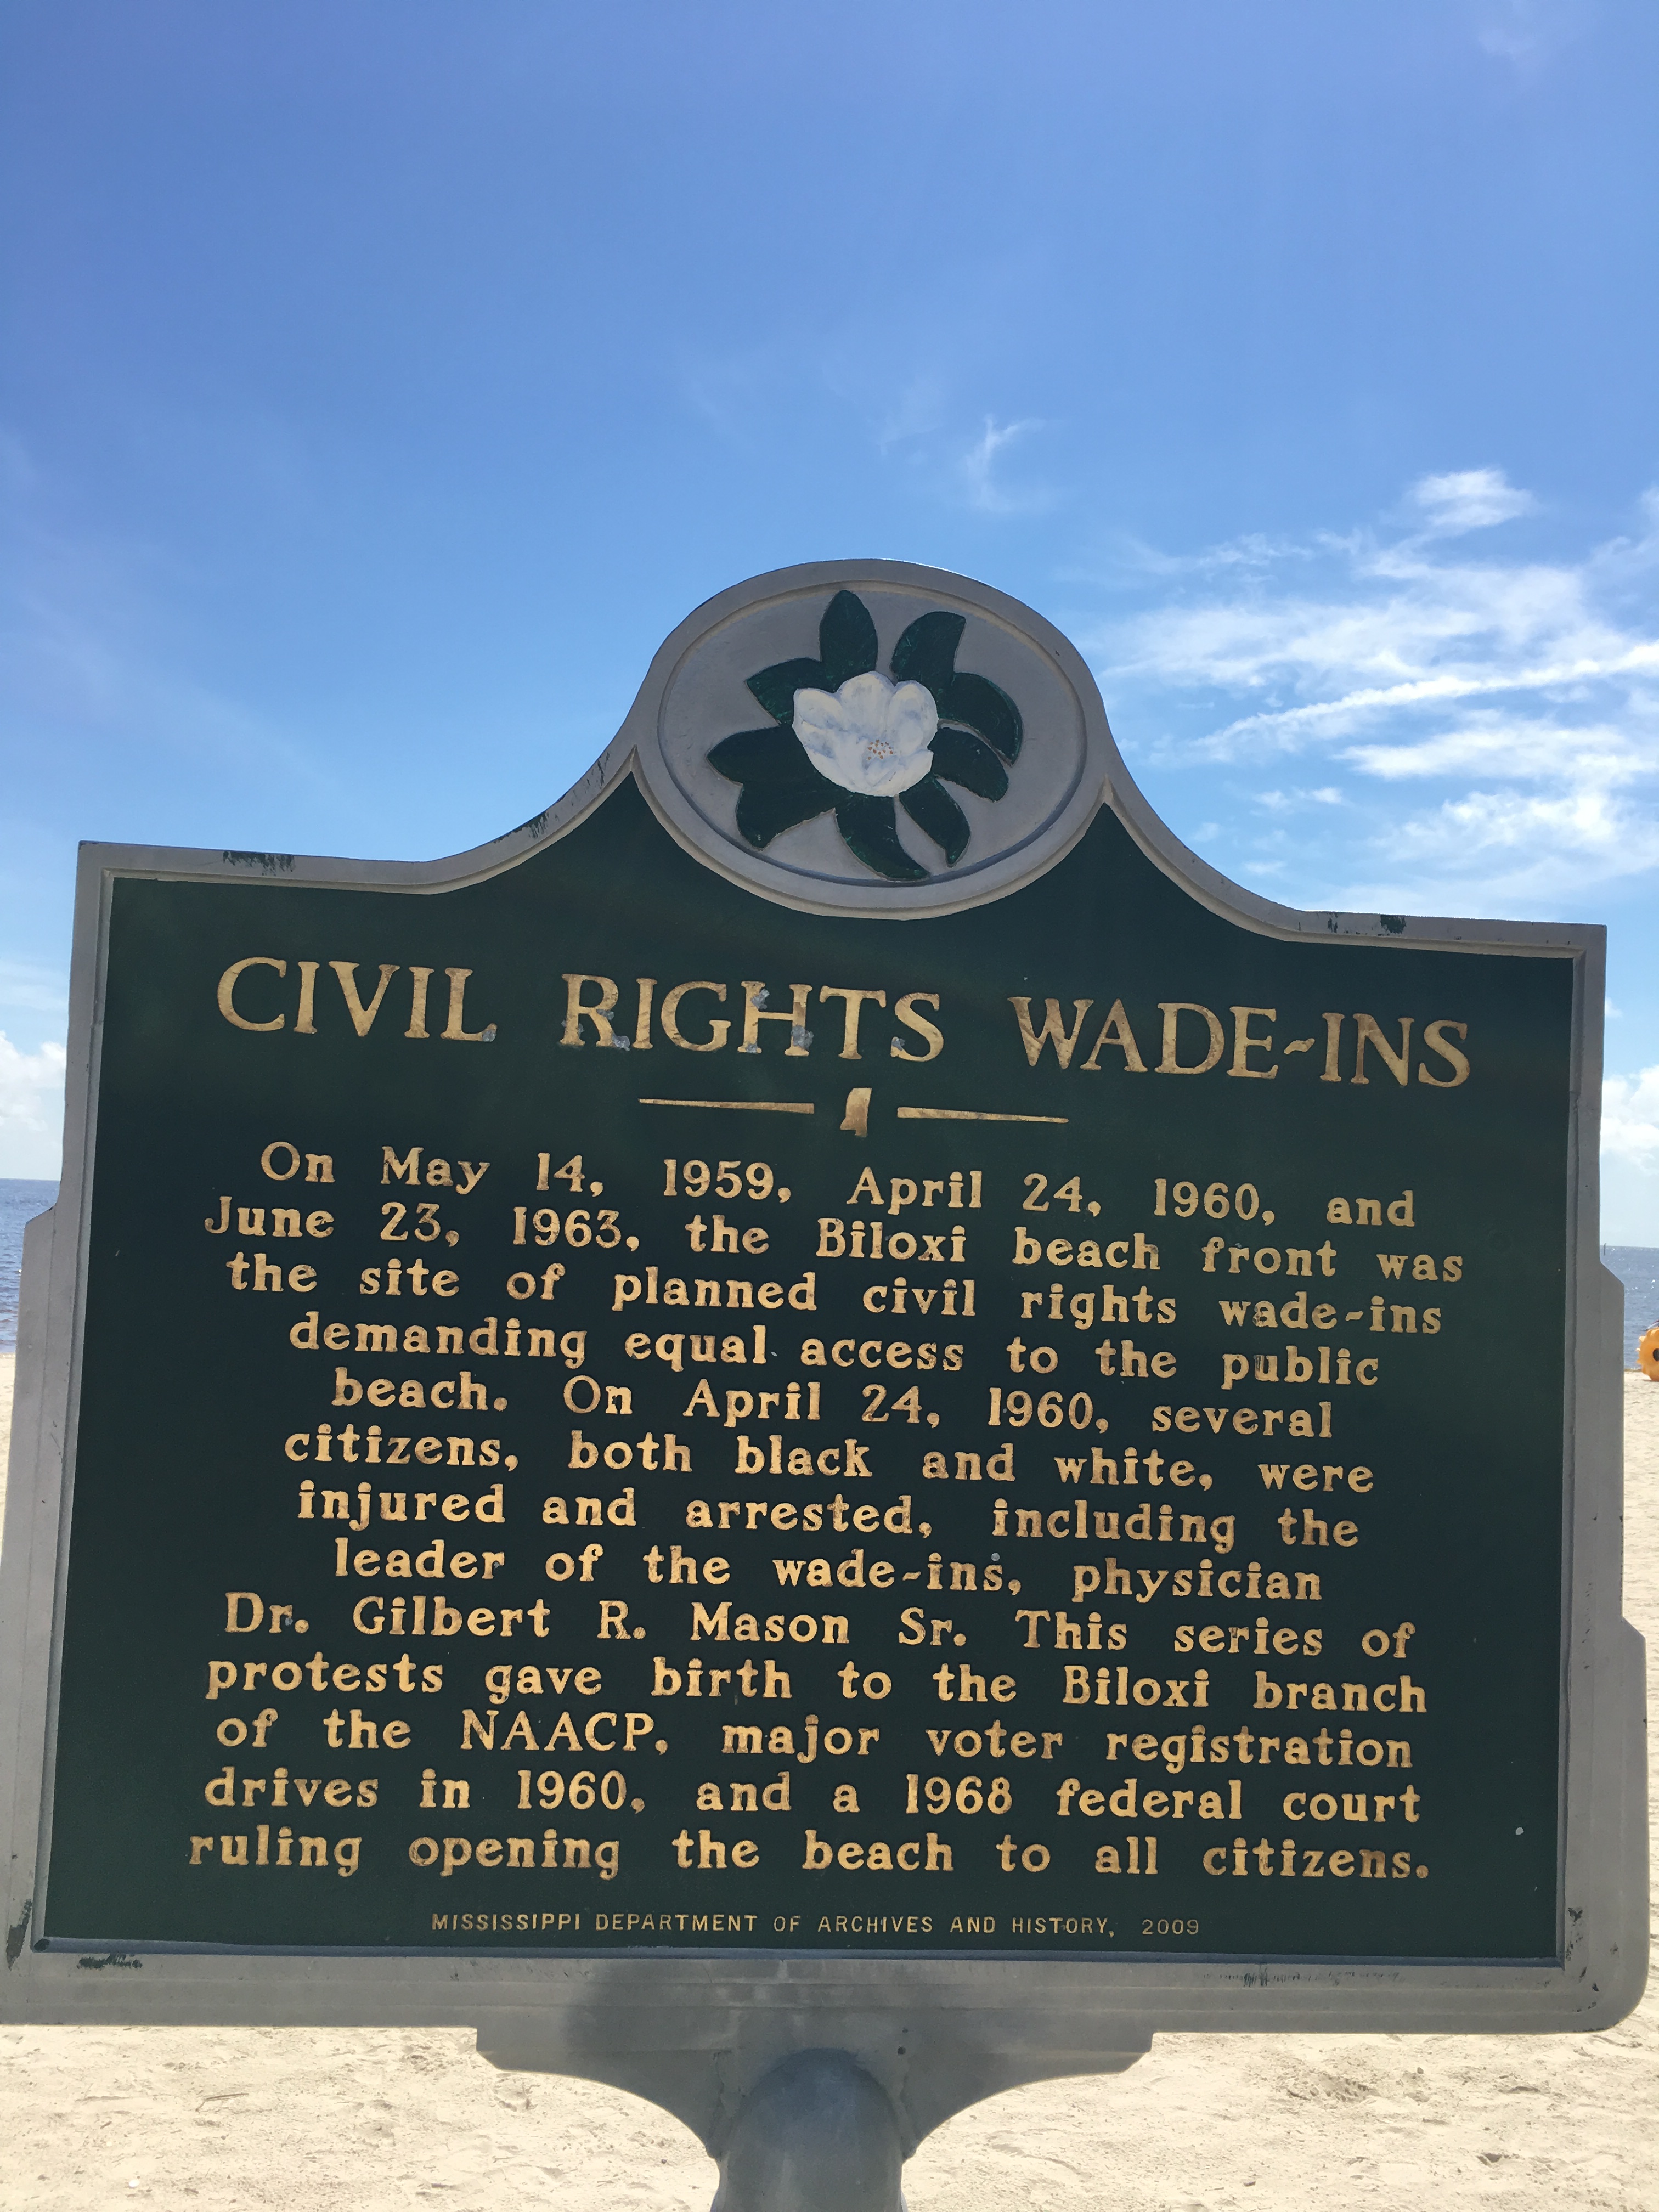 CIVIL RIGHTS WADE-INS
On May 14, 1959, April 24, 1960, and
June 23, 1963, the Biloxi beach front was
the site of planned civil rights wade-ins
demanding equal access to the public
beach. On April 24, 1960, several
citizens, both black and white, were
injured and arrested, including the
leader of the wade-ins, physician
Dr. Gilbert R. Mason Sr. This series of
protests gave birth to the Biloxi branch
of the NAACP, major voter registration
drives in 1960, and a 1968 federal court
ruling opening the beach to all citizens.
MISSISSIPPI DEPARTMENT OF ARCHIVES AND HISTORY, 2009